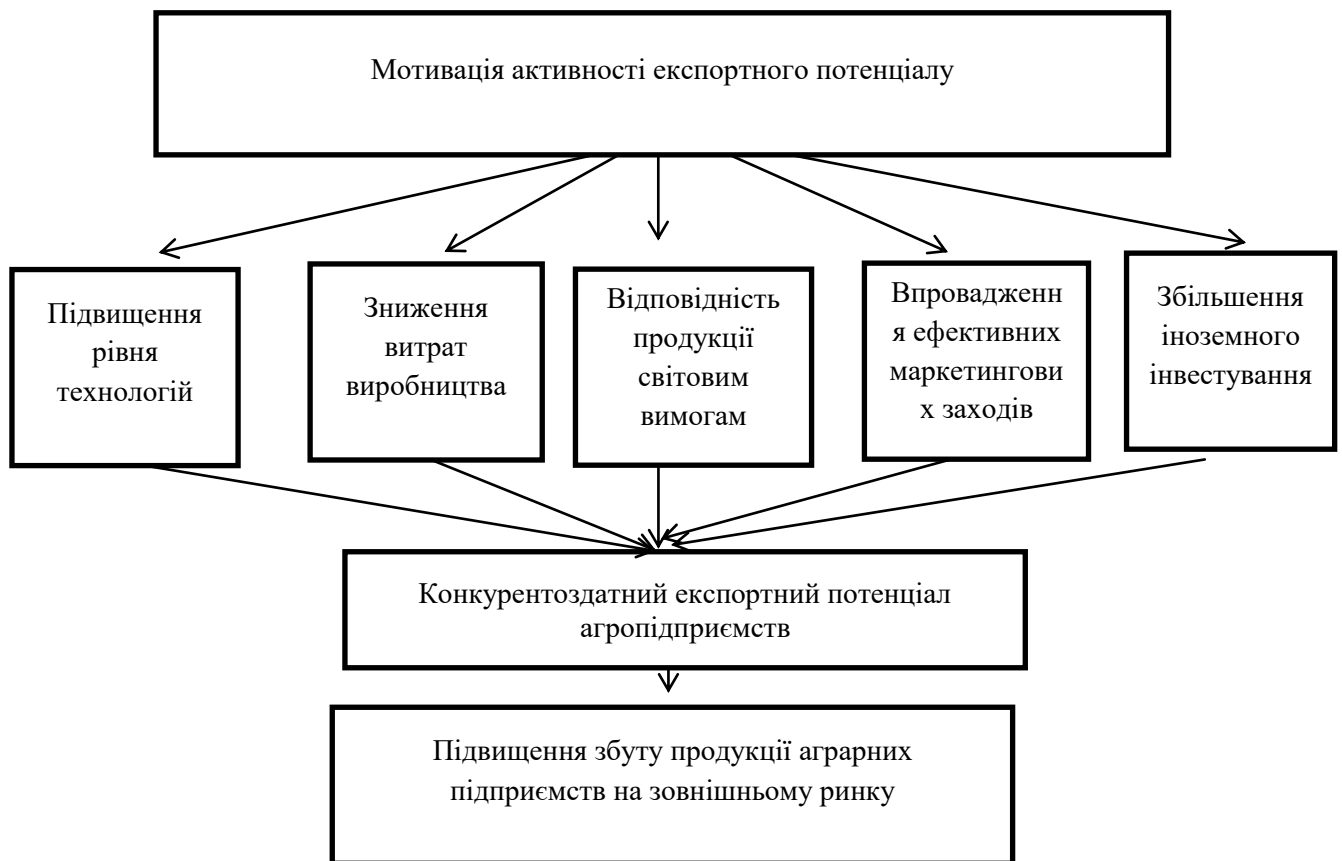 Мотивація активності експортного потенціалу
Підвищення
рівня
технологій
Зниження
витрат
виробництва
Відповідність
продукції
світовим
вимогам
Впровадженн
я ефективних
маркетингови
х заходів
Збільшення
іноземного
інвестування
Конкурентоздатний експортний потенціал
агропідприємств
Підвищення збуту продукції аграрних
підприємств на зовнішньому ринку